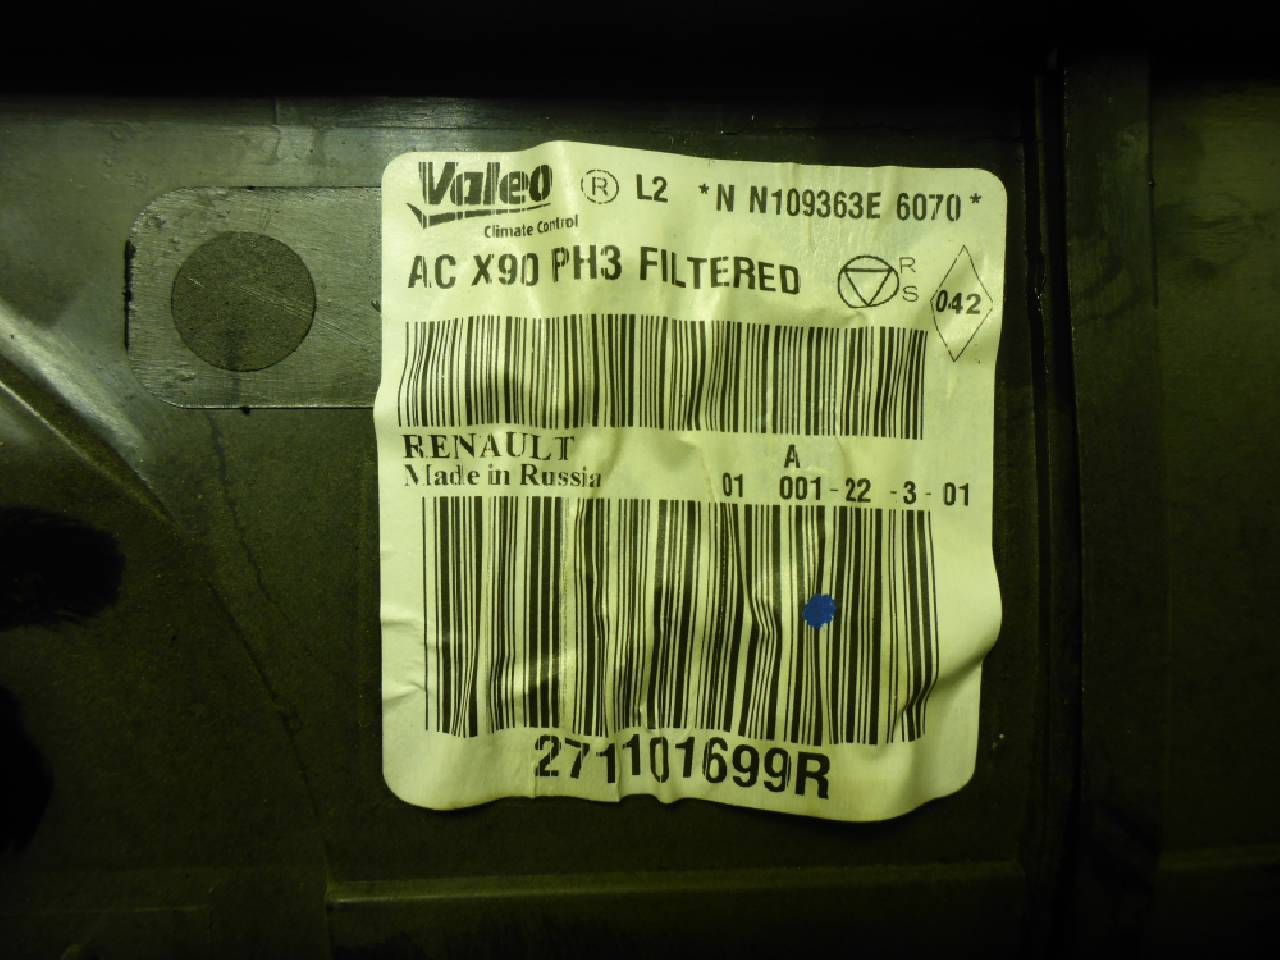 Valeo ® L2 *N N109363E 6070*
Climate Control
AC X90 PH3 FILTERED R S 042
RENAULT A
Made in Russia 01 001-22 -3-01
271101699R